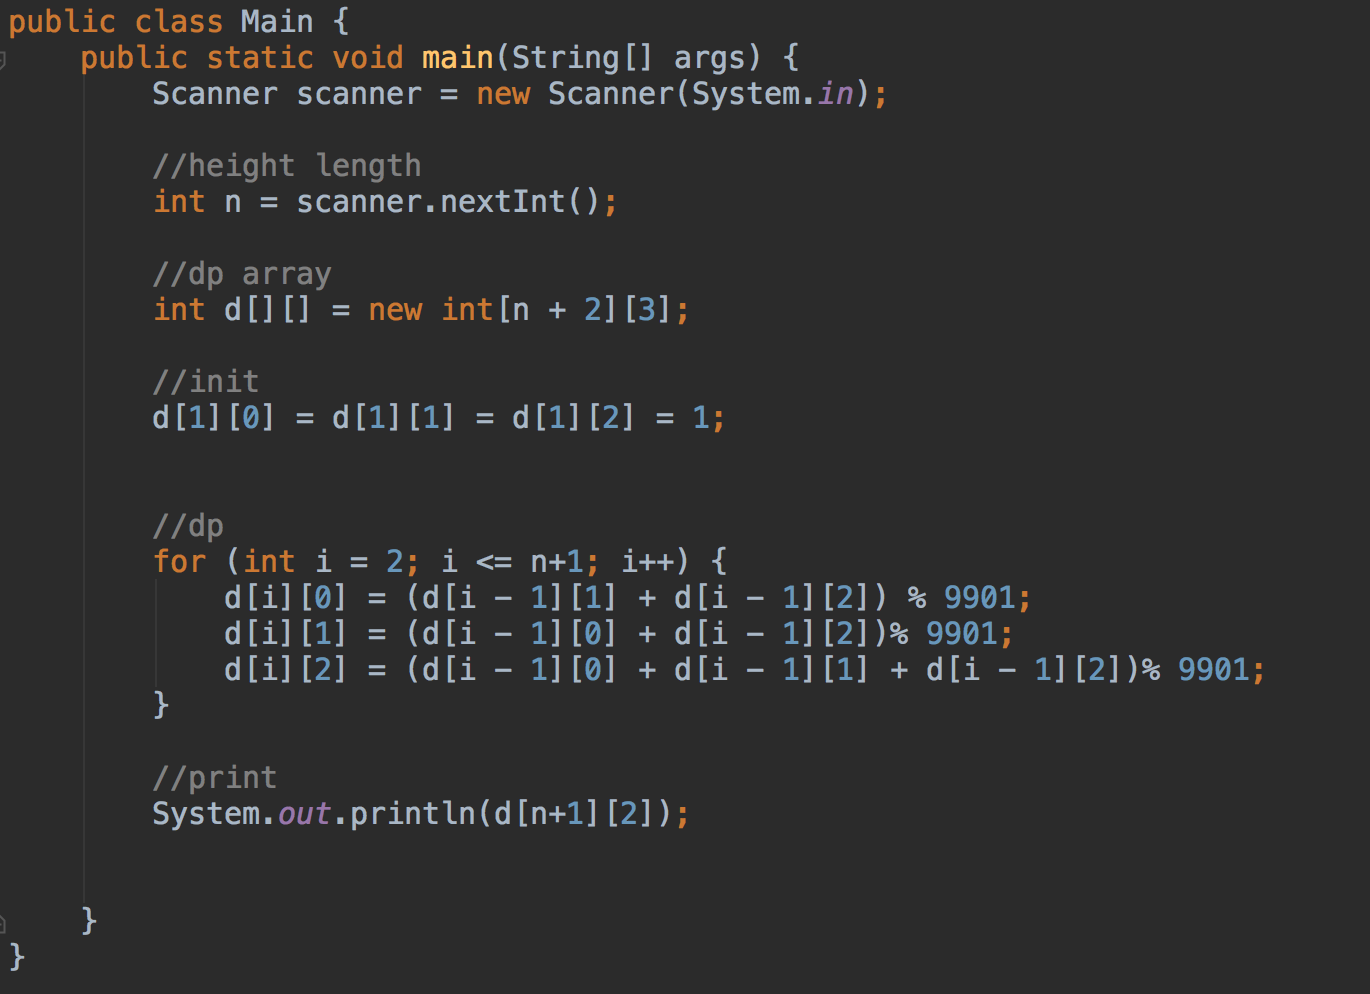 public class Main {
    public static void main(String[] args) {
        Scanner scanner = new Scanner(System.in);
        //height length
        int n = scanner.nextInt();
        //dp array
        int d[][] = new int[n + 2][3];
        //init
        d[1][0] = d[1][1] = d[1][2] = 1;
        //dp
        for (int i = 2; i <= n+1; i++) {
            d[i][0] = (d[i - 1][1] + d[i - 1][2]) % 9901;
            d[i][1] = (d[i - 1][0] + d[i - 1][2])% 9901;
            d[i][2] = (d[i - 1][0] + d[i - 1][1] + d[i - 1][2])% 9901;
        }
        //print
        System.out.println(d[n+1][2]);
    }
}